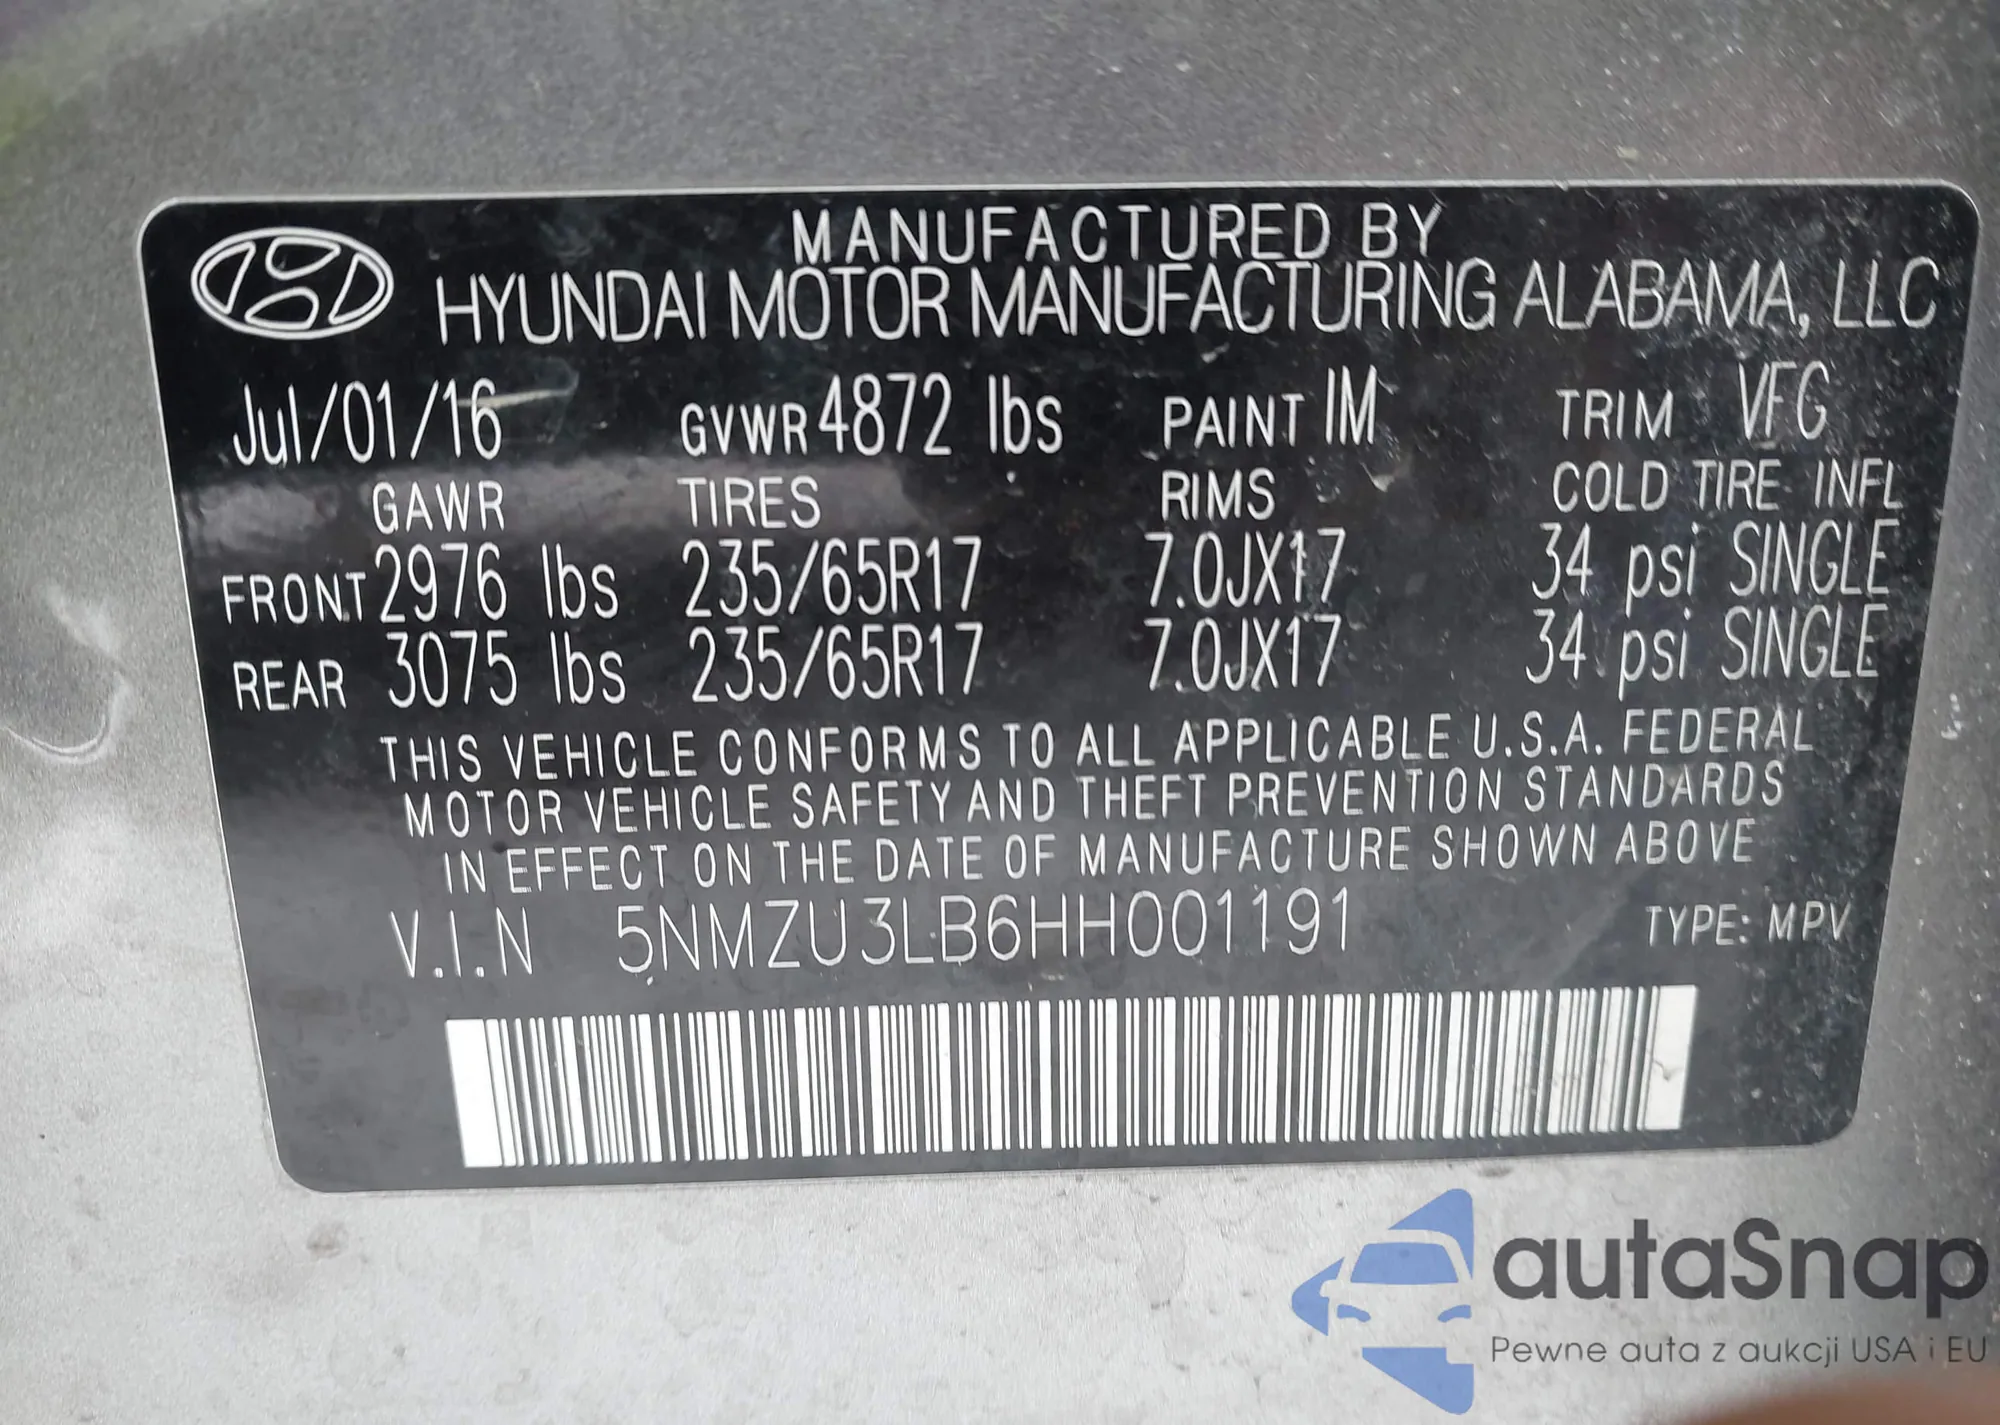 MANUFACTURED BY
HYUNDAI MOTOR MANUFACTURING ALABAMA, LLC
Jul/01/16 GVWR 4872 lbs PAINT IM TRIM VFG
GAWR TIRES RIMS COLD TIRE INFL
FRONT 2976 lbs 235/65R17 7.0JX17 34 psi SINGLE
REAR 3075 lbs 235/65R17 7.0JX17 34 psi SINGLE
THIS VEHICLE CONFORMS TO ALL APPLICABLE U.S.A. FEDERAL
MOTOR VEHICLE SAFETY AND THEFT PREVENTION STANDARDS
IN EFFECT ON THE DATE OF MANUFACTURE SHOWN ABOVE
V.I.N 5NMZU3LB6HH001191 TYPE: MPV
autaSnap
Pewne auta z aukcji USA i EU